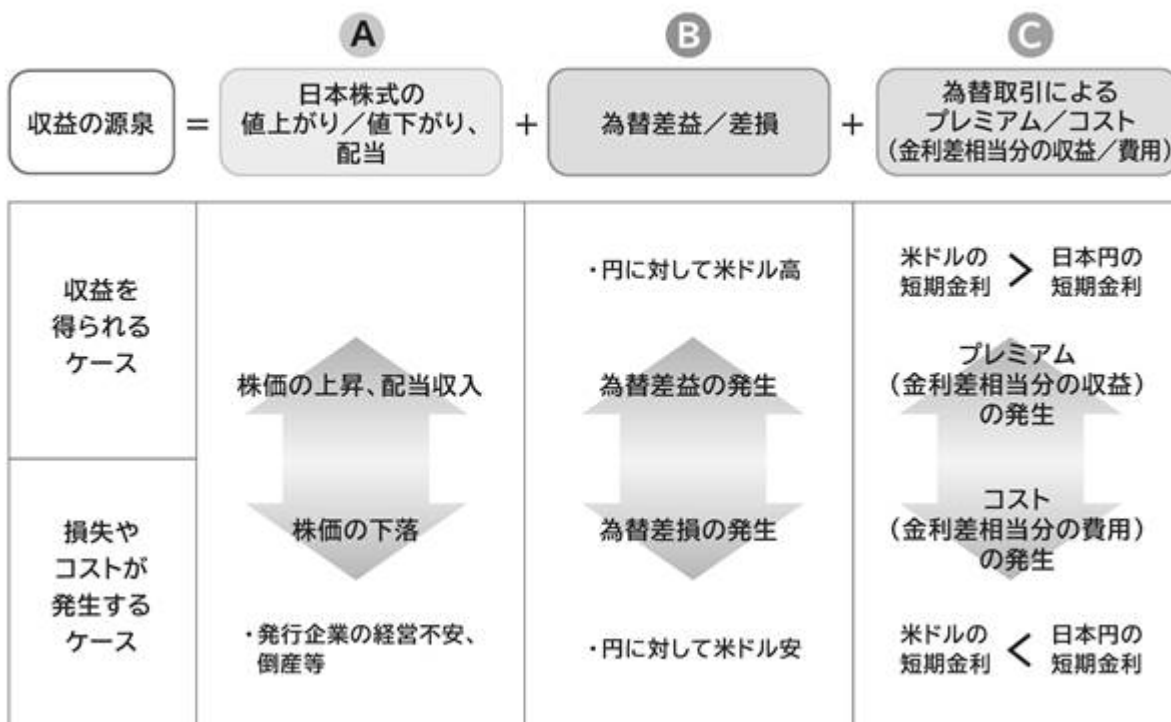 A
B
C
収益の源泉
=
日本株式の
値上がり／値下がり、
配当
+
為替差益／差損
+
為替取引による
プレミアム／コスト
(金利差相当分の収益／費用)
収益を
得られる
ケース
株価の上昇、配当収入
・円に対して米ドル高
為替差益の発生
米ドルの
短期金利
>
日本円の
短期金利
プレミアム
(金利差相当分の収益)
の発生
損失や
コストが
発生する
ケース
株価の下落
・発行企業の経営不安、
倒産等
為替差損の発生
・円に対して米ドル安
コスト
(金利差相当分の費用)
の発生
米ドルの
短期金利
<
日本円の
短期金利